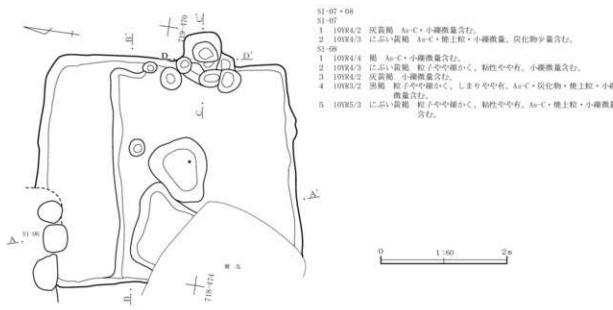 SI-07・08
SI-07
1 10YR4/2 灰黄褐 As-C・小礫微量含む。
2 10YR4/3 にぶい黄褐 As-C・焼土粒・小礫微量、炭化物少量含む。
SI-08
1 10YR4/4 褐 As-C・小礫微量含む。
2 10YR4/3 にぶい黄褐 粒子やや細かく、粘性やや有。小礫微量含む。
3 10YR4/2 灰黄褐 小礫微量含む。
4 10YR3/2 黒褐 粒子やや細かく、しまりやや有。As-C・炭化物・焼土粒・小礫
微量含む。
5 10YR5/3 にぶい黄褐 粒子やや細かく、粘性やや有。As-C・焼土粒・小礫微量
含む。
B'
C'
719-470
D
D'
C
A'
A
SI-06
B
718-474
0
1:60
2m